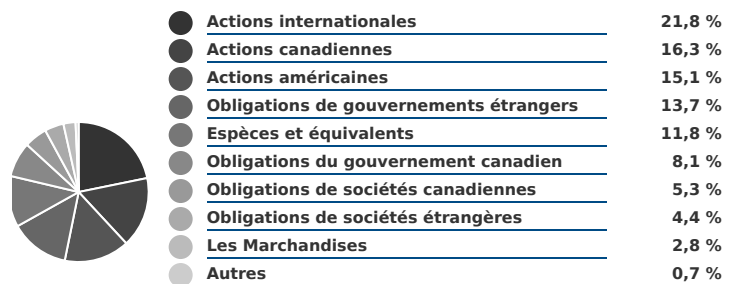 Actions internationales 21,8 %
Actions canadiennes 16,3 %
Actions américaines 15,1 %
Obligations de gouvernements étrangers 13,7 %
Espèces et équivalents 11,8 %
Obligations du gouvernement canadien 8,1 %
Obligations de sociétés canadiennes 5,3 %
Obligations de sociétés étrangères 4,4 %
Les Marchandises 2,8 %
Autres 0,7 %